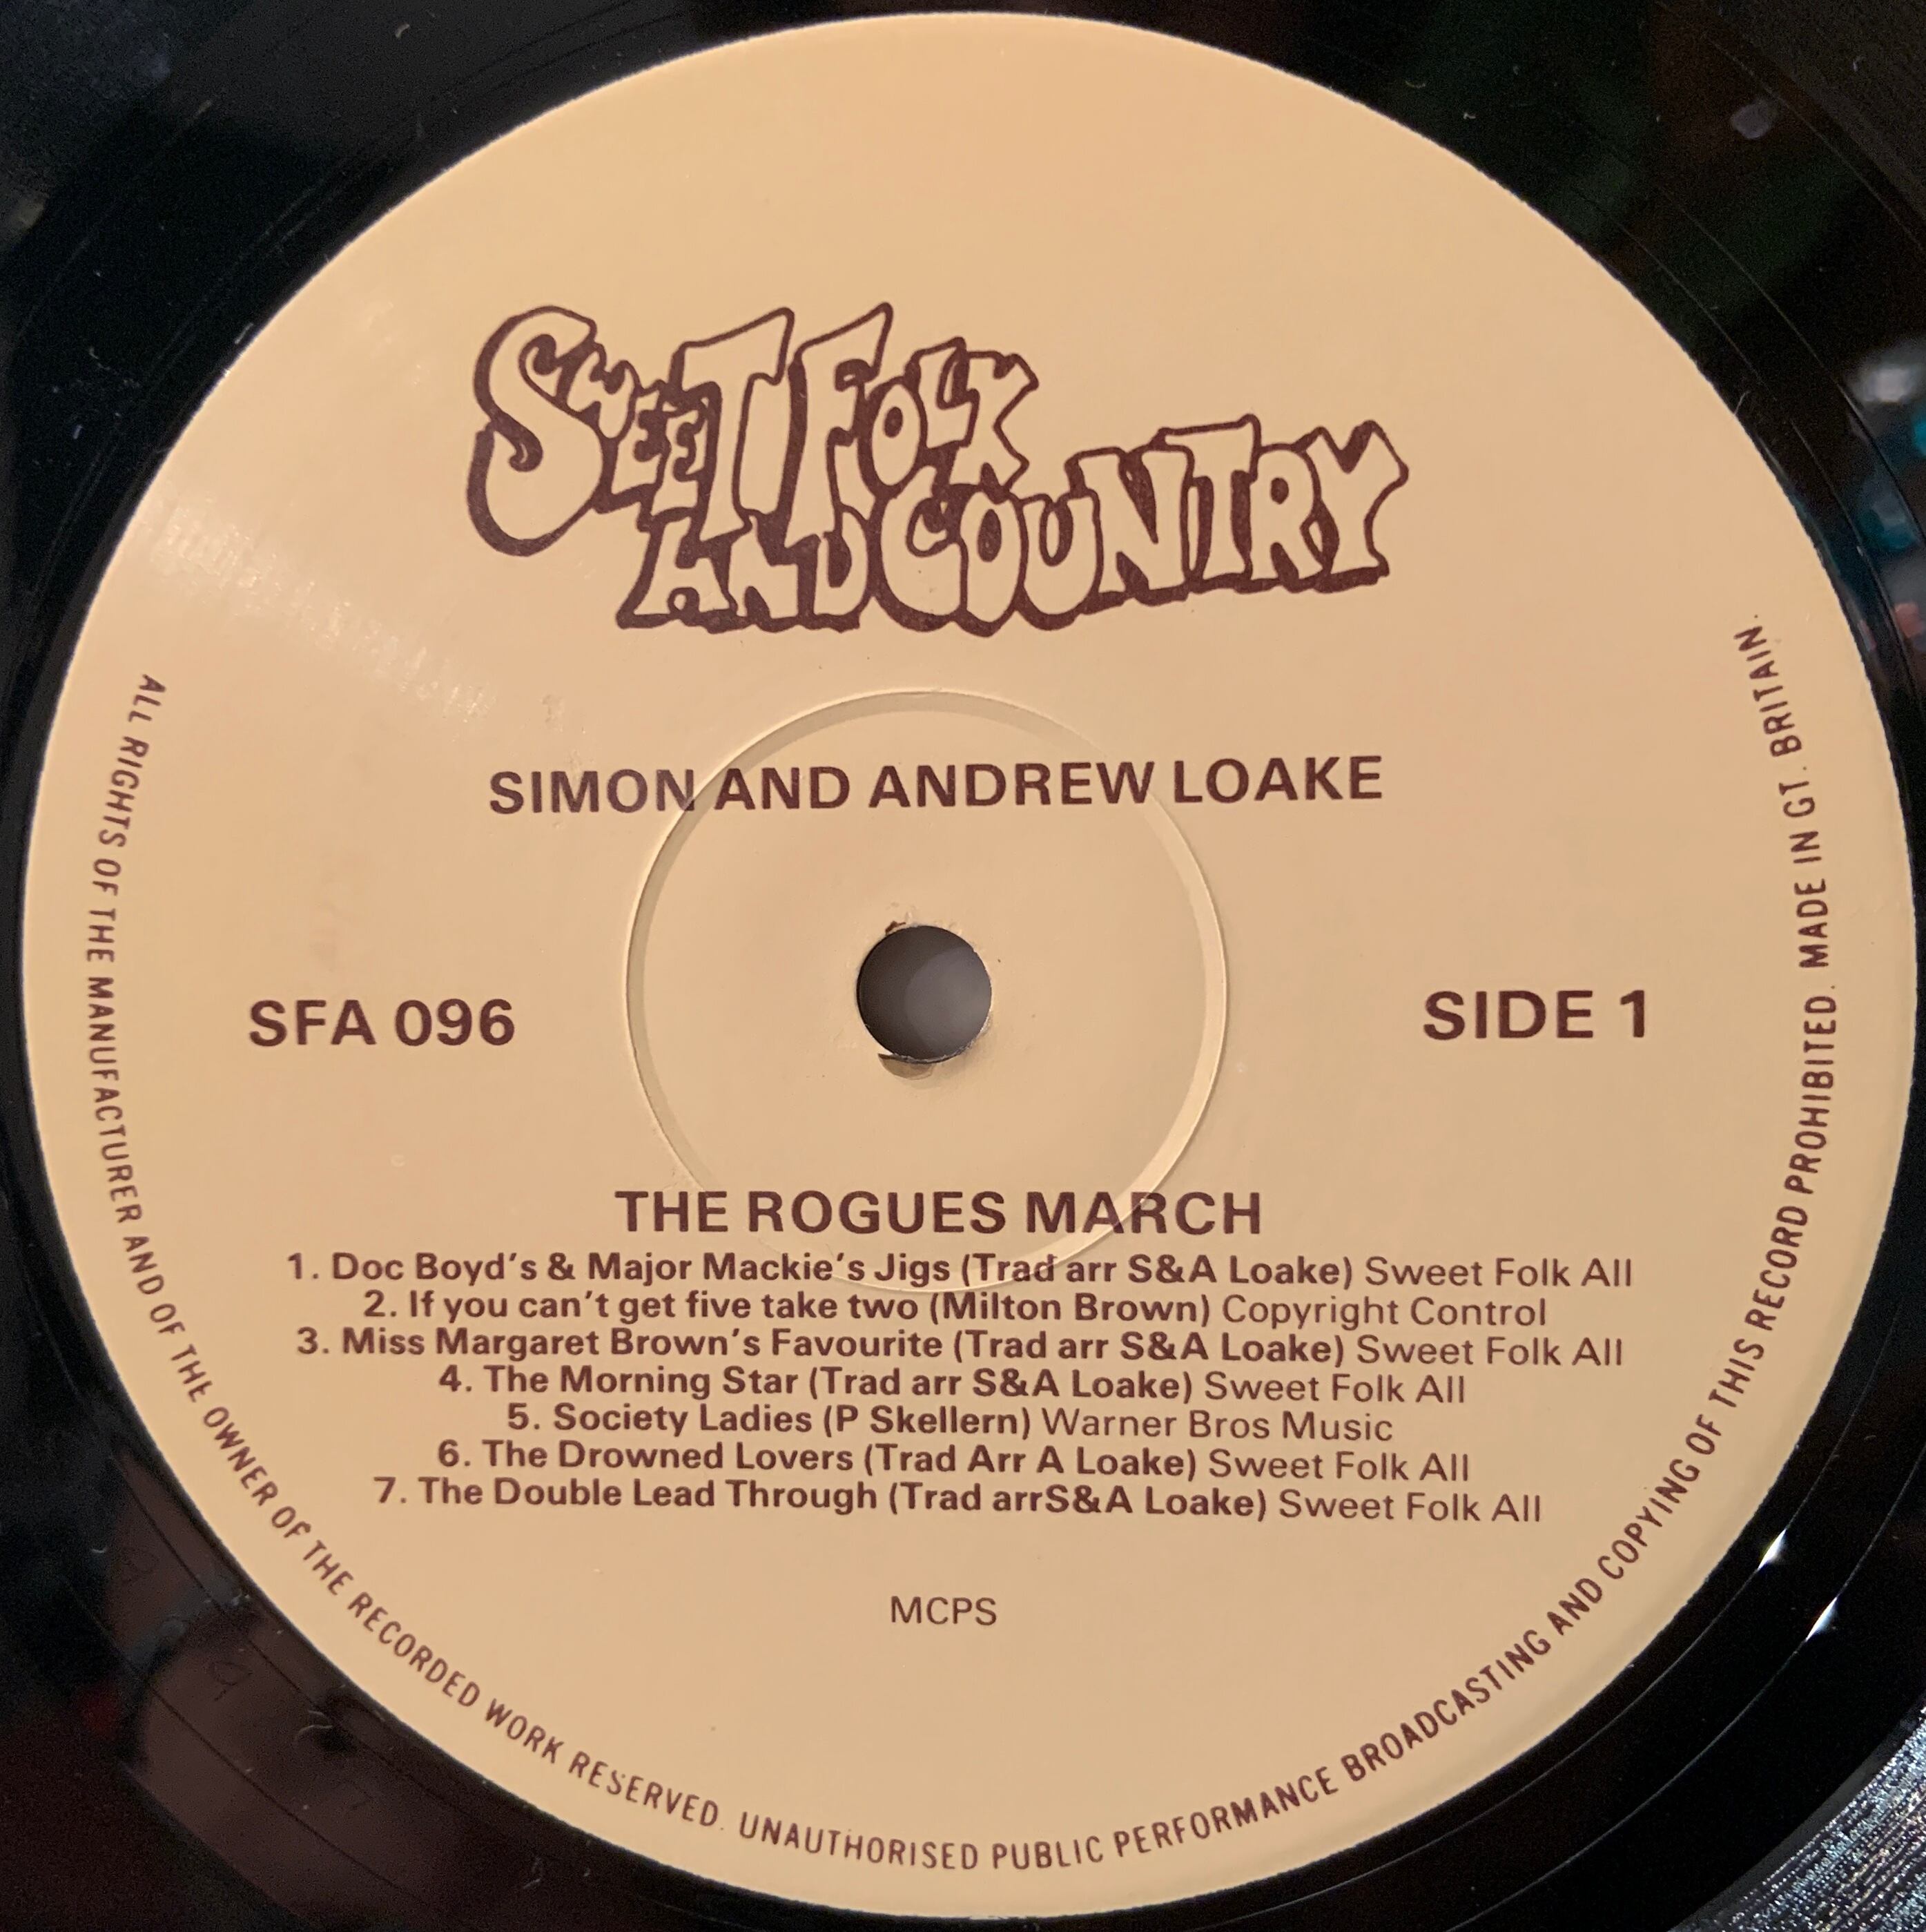 SWEET FOLK
AND COUNTRY
SIMON AND ANDREW LOAKE
SFA 096
SIDE 1
THE ROGUES MARCH
1. Doc Boyd's & Major Mackie's Jigs (Trad arr S&A Loake) Sweet Folk All
2. If you can't get five take two (Milton Brown) Copyright Control
3. Miss Margaret Brown's Favourite (Trad arr S&A Loake) Sweet Folk All
4. The Morning Star (Trad arr S&A Loake) Sweet Folk All
5. Society Ladies (P Skellern) Warner Bros Music
6. The Drowned Lovers (Trad Arr A Loake) Sweet Folk All
7. The Double Lead Through (Trad arrS&A Loake) Sweet Folk All
MCPS
ALL RIGHTS OF THE MANUFACTURER AND OF THE OWNER OF THE RECORDED WORK RESERVED. UNAUTHORISED PUBLIC PERFORMANCE BROADCASTING AND COPYING OF THIS RECORD PROHIBITED. MADE IN GT. BRITAIN.